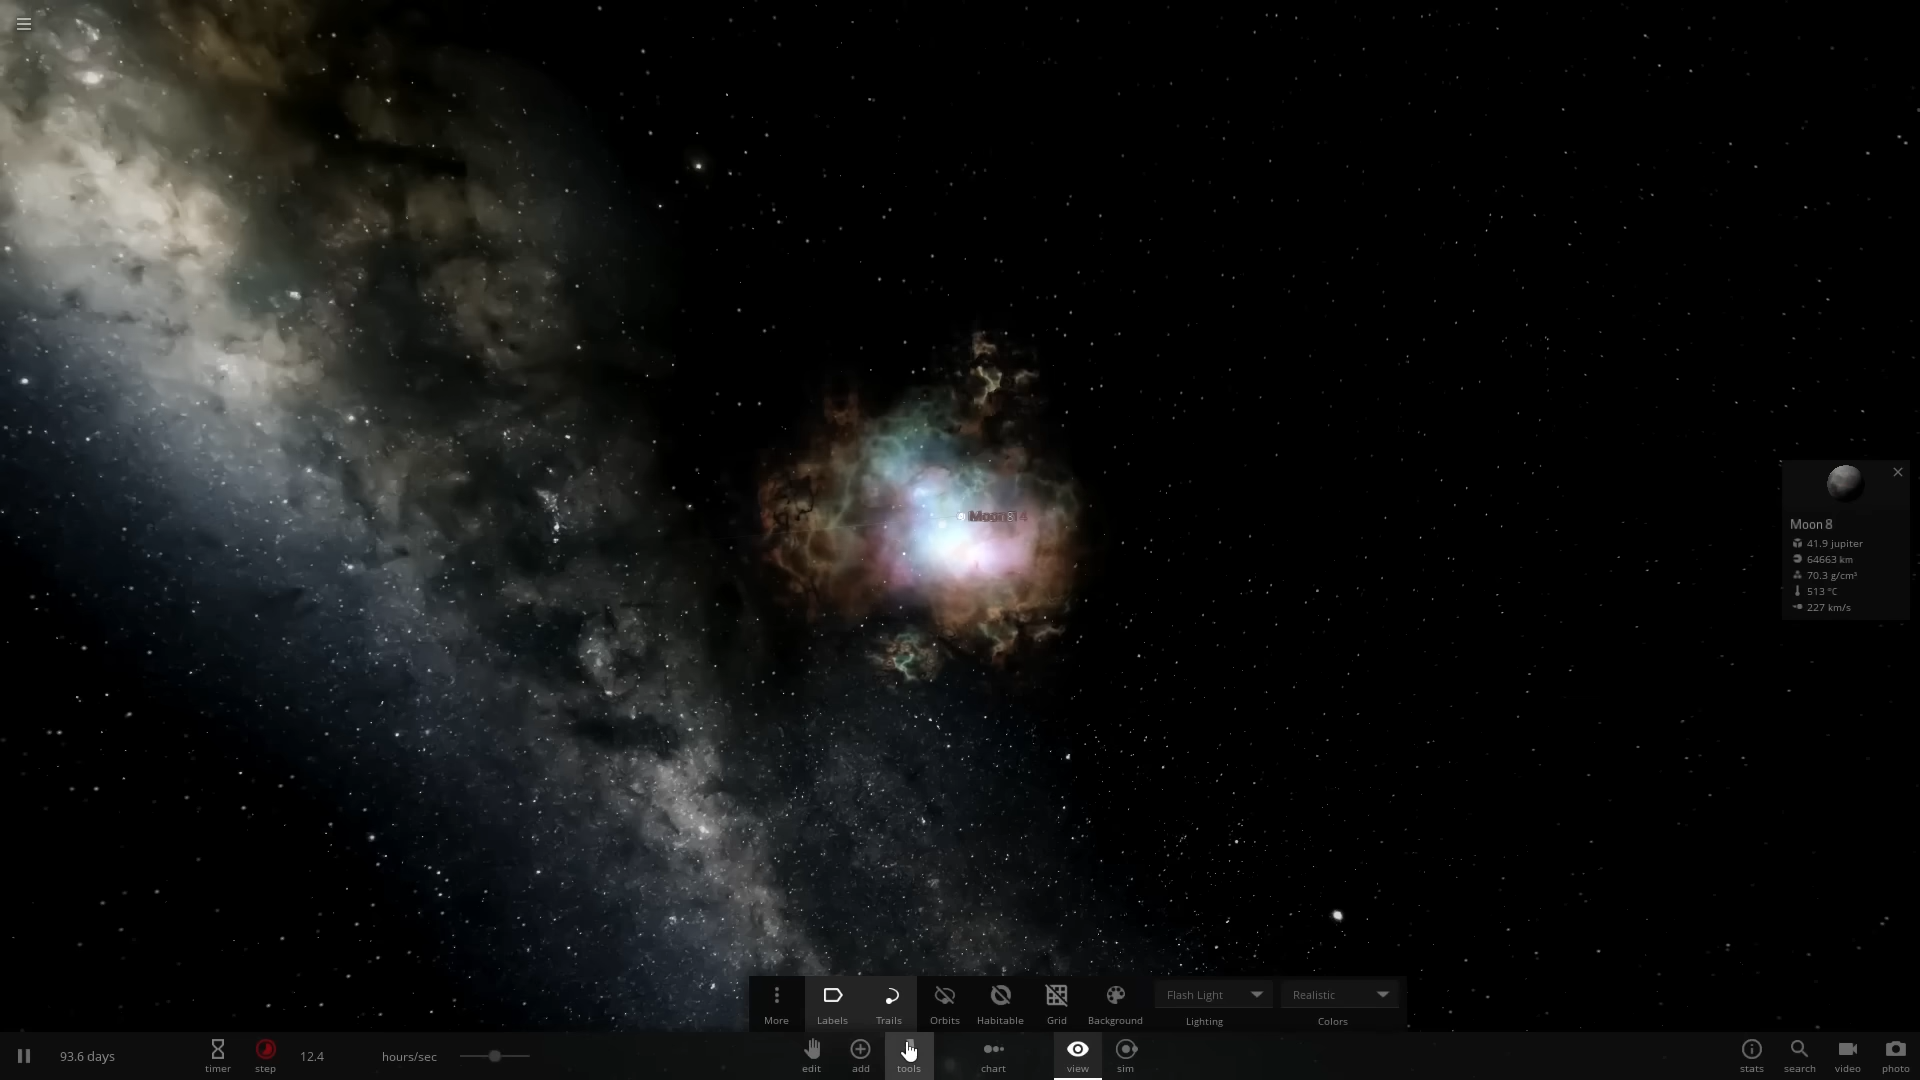 Moon 8
41.9 jupiter
64663 km
70.3 g/cm³
513 °C
227 km/s
More
Labels
Trails
Orbits
Habitable
Grid
Background
Flash Light
Lighting
Realistic
Colors
93.6 days
timer
step
12.4
hours/sec
edit
add
tools
chart
view
sim
stats
search
video
photo